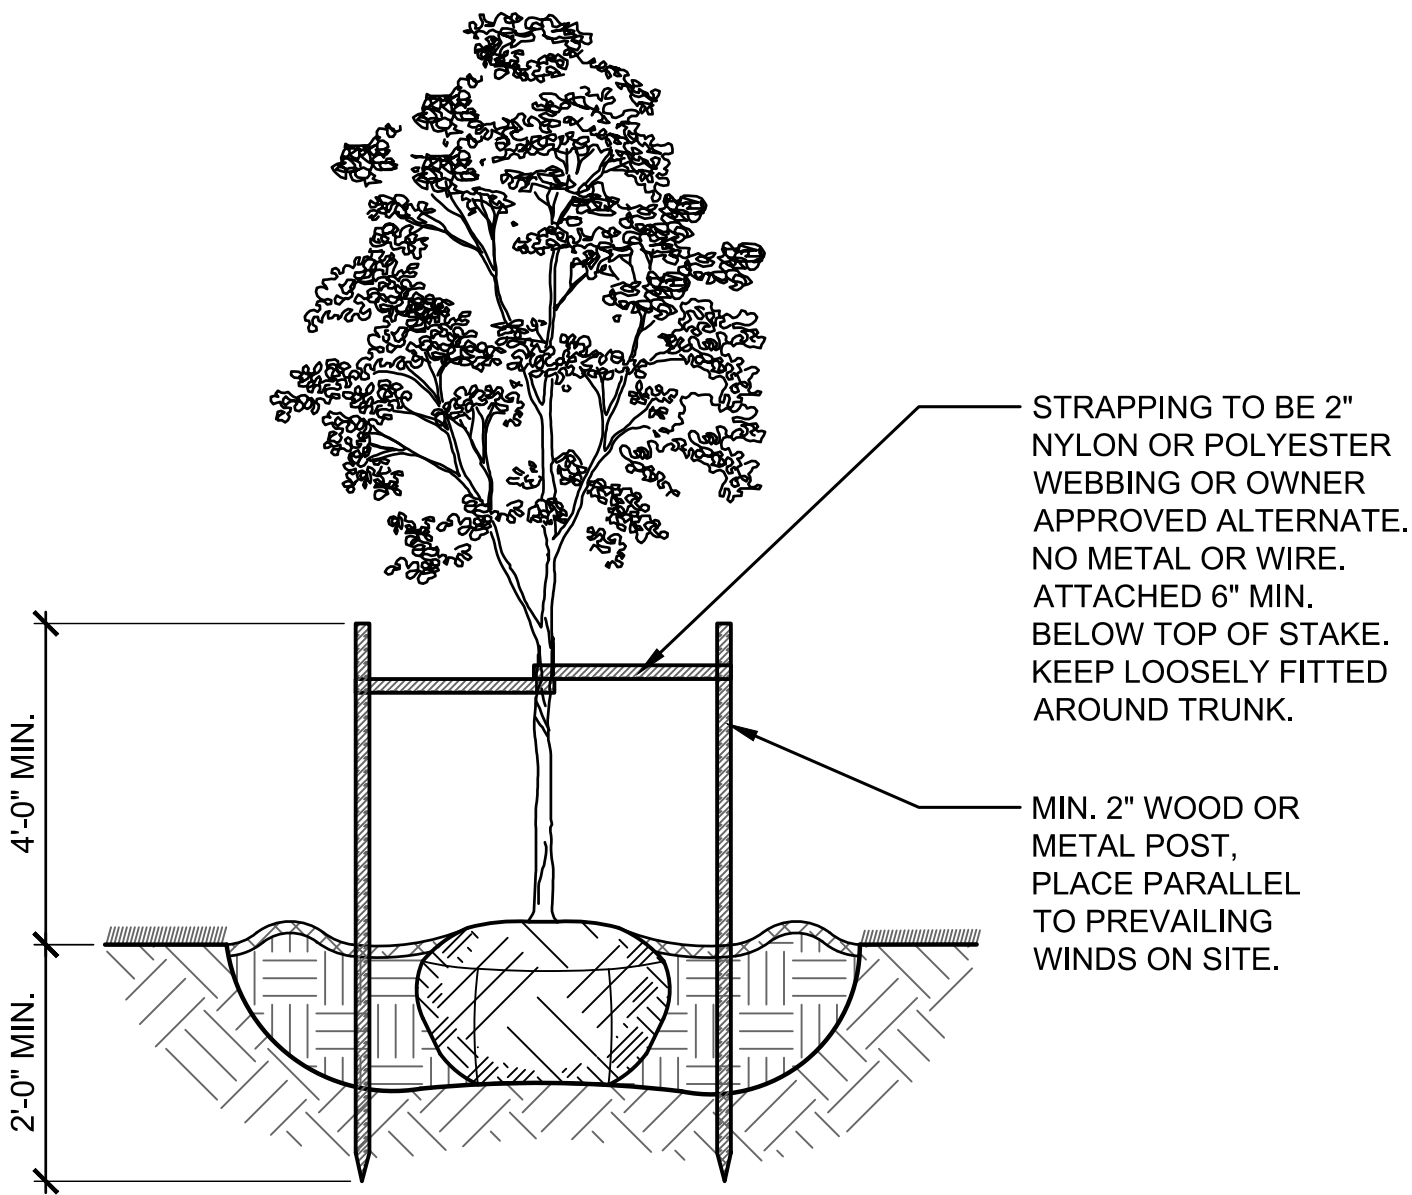 STRAPPING TO BE 2"
NYLON OR POLYESTER
WEBBING OR OWNER
APPROVED ALTERNATE.
NO METAL OR WIRE.
ATTACHED 6" MIN.
BELOW TOP OF STAKE.
KEEP LOOSELY FITTED
AROUND TRUNK.
MIN. 2" WOOD OR
METAL POST,
PLACE PARALLEL
TO PREVAILING
WINDS ON SITE.
4'-0" MIN.
2'-0" MIN.